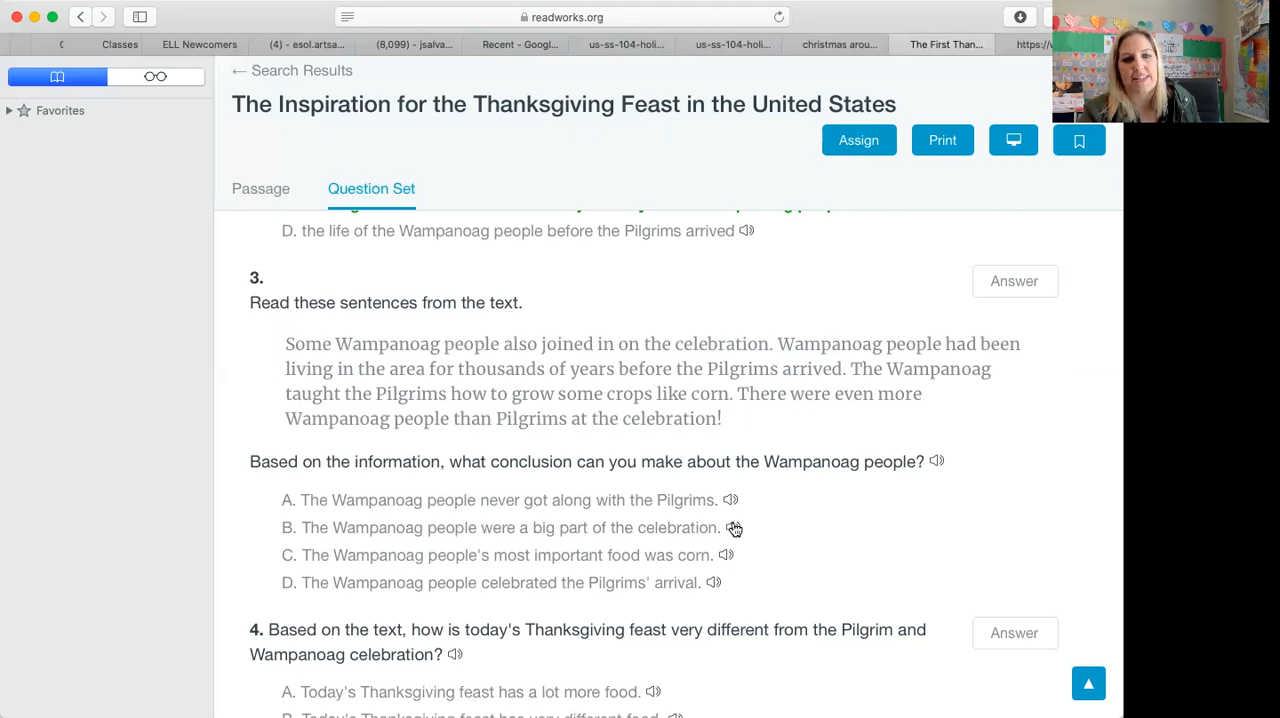 readworks.org
Classes
ELL Newcomers
(4) - esol.artsa...
(8,099) - jsalva...
Recent - Googl...
us-ss-104-holi...
us-ss-104-holi...
christmas arou...
The First Than...
Favorites
← Search Results
The Inspiration for the Thanksgiving Feast in the United States
Assign
Print
Passage
Question Set
D. the life of the Wampanoag people before the Pilgrims arrived
3.
Answer
Read these sentences from the text.
Some Wampanoag people also joined in on the celebration. Wampanoag people had been
living in the area for thousands of years before the Pilgrims arrived. The Wampanoag
taught the Pilgrims how to grow some crops like corn. There were even more
Wampanoag people than Pilgrims at the celebration!
Based on the information, what conclusion can you make about the Wampanoag people?
A. The Wampanoag people never got along with the Pilgrims.
B. The Wampanoag people were a big part of the celebration.
C. The Wampanoag people's most important food was corn.
D. The Wampanoag people celebrated the Pilgrims' arrival.
4. Based on the text, how is today's Thanksgiving feast very different from the Pilgrim and
Answer
Wampanoag celebration?
A. Today's Thanksgiving feast has a lot more food.
B. Today's Thanksgiving feast has very different food.